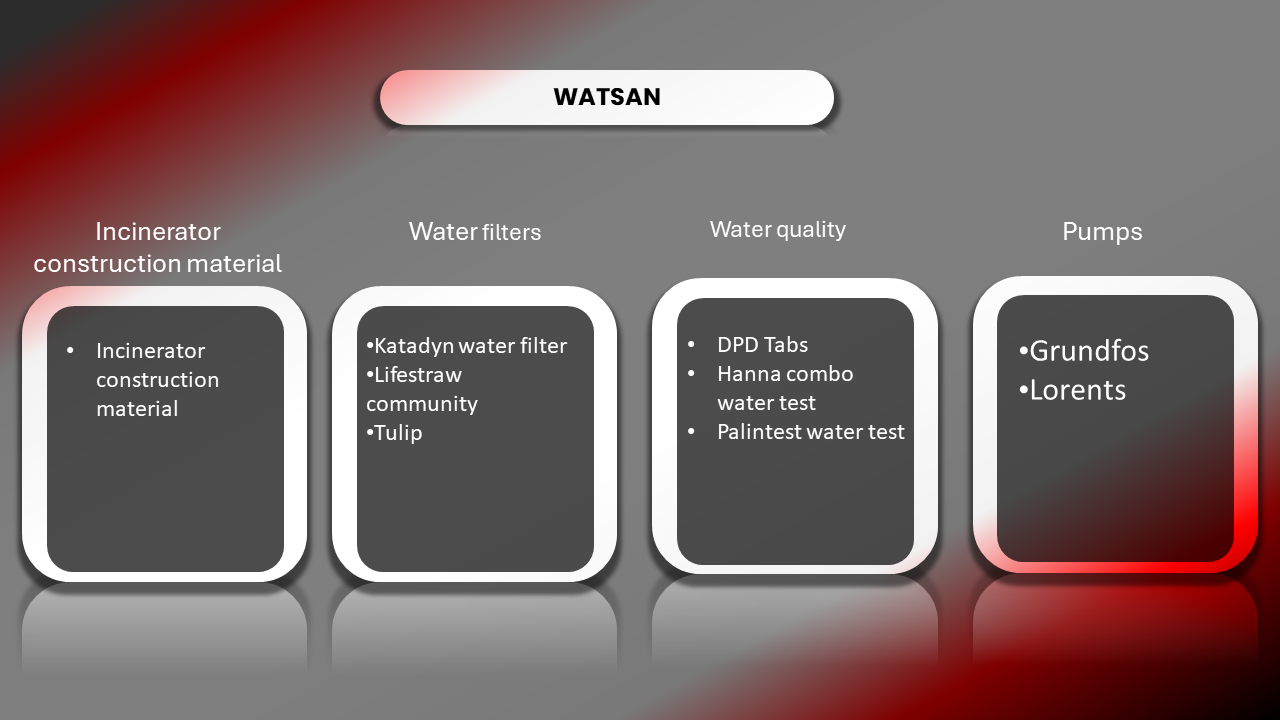 WATSAN
Incinerator
construction material
• Incinerator
construction
material
Water filters
•Katadyn water filter
•Lifestraw
community
•Tulip
Water quality
• DPD Tabs
• Hanna combo
water test
• Palintest water test
Pumps
•Grundfos
•Lorents